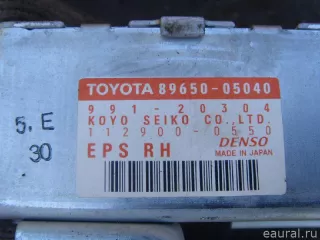 TOYOTA 89650-05040
991-20304
KOYO SEIKO CO.,LTD.
112900-0550
EPS RH DENSO
MADE IN JAPAN
5. E
30
© eaural.ru